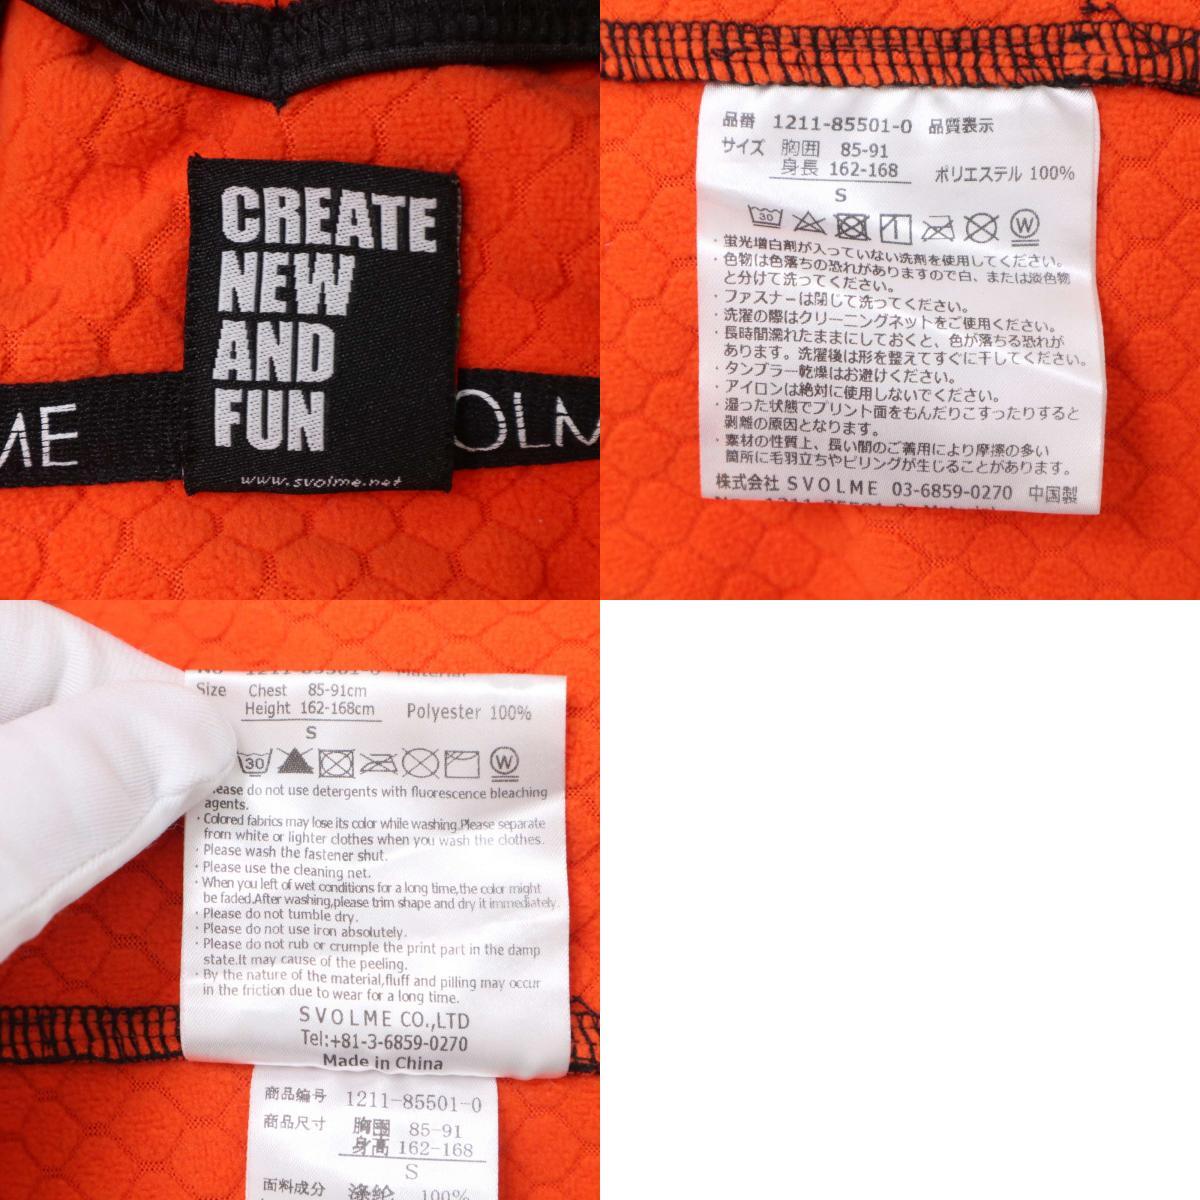 CREATE
NEW
AND
FUN
www.svolme.net
ME
OLM
品番 1211-85501-0 品質表示
サイズ 胸囲 85-91
身長 162-168 ポリエステル 100%
S
30 W
・蛍光増白剤が入っていない洗剤を使用してください。
・色物は色落ちの恐れがありますので白、または淡色物
と分けて洗ってください。
・ファスナーは閉じて洗ってください。
・洗濯の際はクリーニングネットをご使用ください。
・長時間濡れたままにしておくと、色が落ちる恐れが
あります。洗濯後は形を整えてすぐに干してください。
・タンブラー乾燥はお避けください。
・アイロンは絶対に使用しないでください。
・湿った状態でプリント面をもんだりこすったりすると
剥離の原因となります。
・素材の性質上、長い間のご着用により摩擦の多い
箇所に毛羽立ちやピリングが生じることがあります。
株式会社 SVOLME 03-6859-0270 中国製
No 1211-85501-0 Material
Size Chest 85-91cm
Height 162-168cm Polyester 100%
S
30 W
Please do not use detergents with fluorescence bleaching
agents.
・Colored fabrics may lose its color while washing.Please separate
from white or lighter clothes when you wash the clothes.
・Please wash the fastener shut.
・Please use the cleaning net.
・When you left of wet conditions for a long time,the color might
be faded.After washing,please trim shape and dry it immediately.
・Please do not tumble dry.
・Please do not use iron absolutely.
・Please do not rub or crumple the print part in the damp
state.It may cause of the peeling.
・By the nature of the material,fluff and pilling may occur
in the friction due to wear for a long time.
SVOLME CO.,LTD
Tel:+81-3-6859-0270
Made in China
商品编号 1211-85501-0
商品尺寸 胸围 85-91
身高 162-168
S
面料成分 涤纶 100%